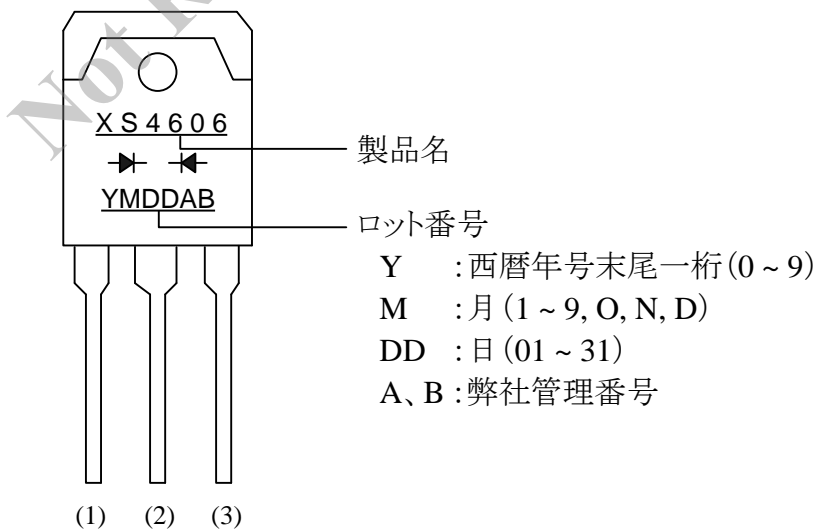 Not R
XS4606
製品名
YMDDAB
ロット番号
Y :西暦年号末尾一桁(0 ~ 9)
M :月(1 ~ 9, O, N, D)
DD :日(01 ~ 31)
A、B :弊社管理番号
(1) (2) (3)